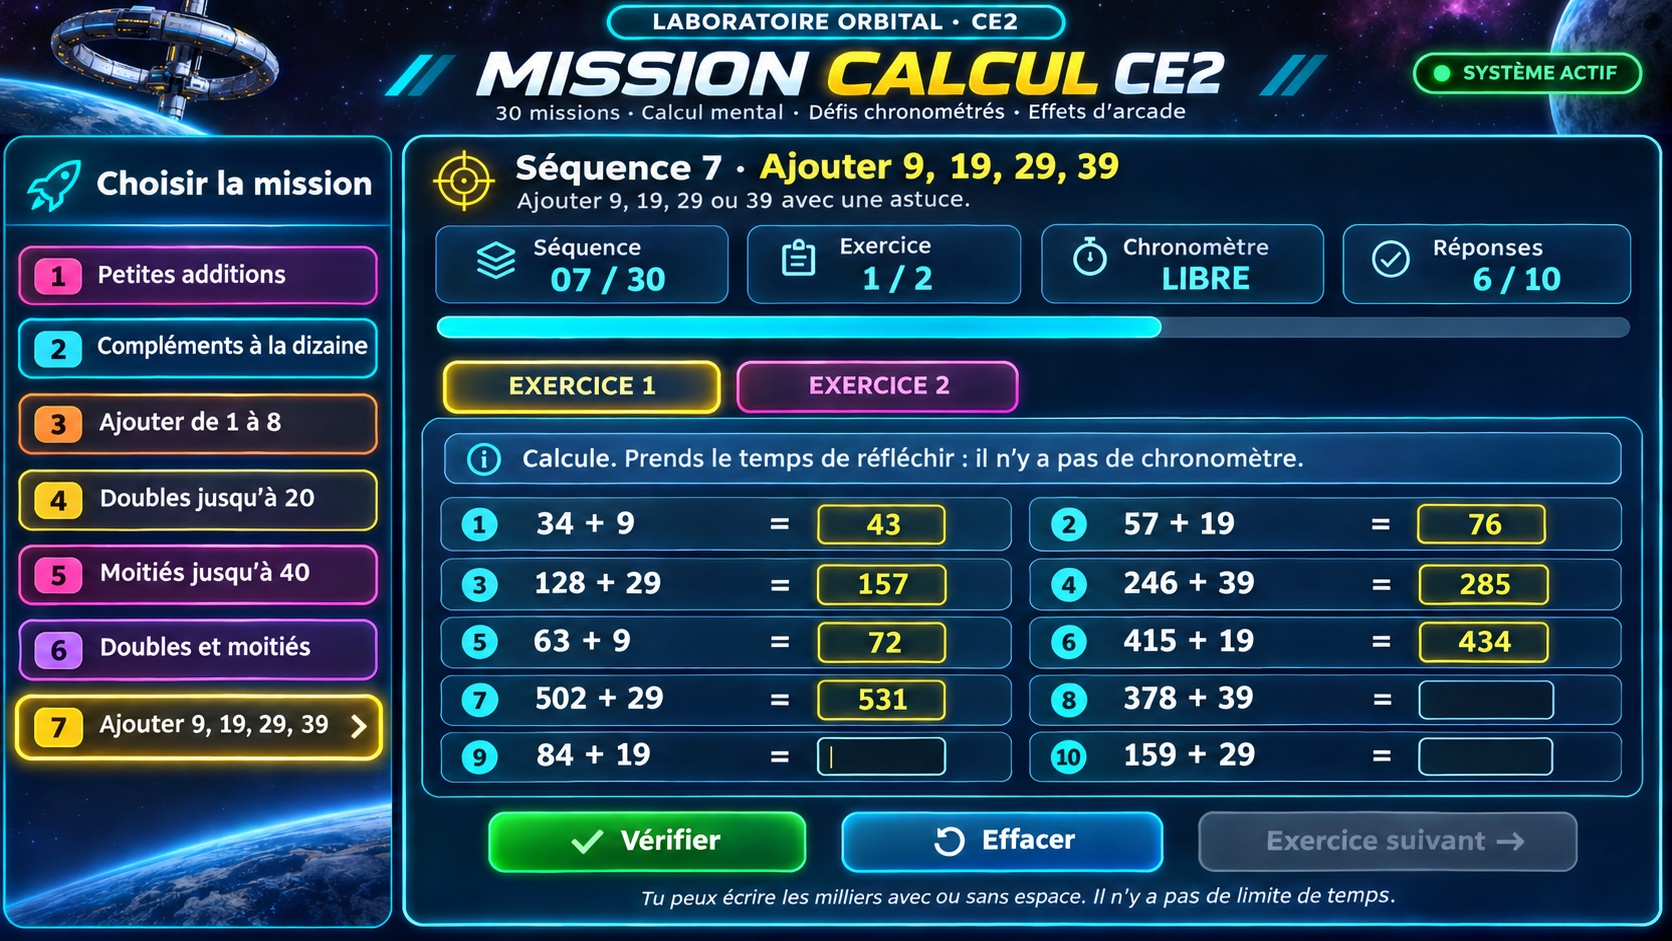 LABORATOIRE ORBITAL · CE2
MISSION CALCUL CE2
30 missions · Calcul mental · Défis chronométrés · Effets d'arcade
SYSTÈME ACTIF
Choisir la mission
1 Petites additions
2 Compléments à la dizaine
3 Ajouter de 1 à 8
4 Doubles jusqu'à 20
5 Moitiés jusqu'à 40
6 Doubles et moitiés
7 Ajouter 9, 19, 29, 39
Séquence 7 · Ajouter 9, 19, 29, 39
Ajouter 9, 19, 29 ou 39 avec une astuce.
Séquence
07 / 30
Exercice
1 / 2
Chronomètre
LIBRE
Réponses
6 / 10
EXERCICE 1
EXERCICE 2
Calcule. Prends le temps de réfléchir : il n'y a pas de chronomètre.
1 34 + 9 = 43
2 57 + 19 = 76
3 128 + 29 = 157
4 246 + 39 = 285
5 63 + 9 = 72
6 415 + 19 = 434
7 502 + 29 = 531
8 378 + 39 =
9 84 + 19 =
10 159 + 29 =
Vérifier
Effacer
Exercice suivant →
Tu peux écrire les milliers avec ou sans espace. Il n'y a pas de limite de temps.